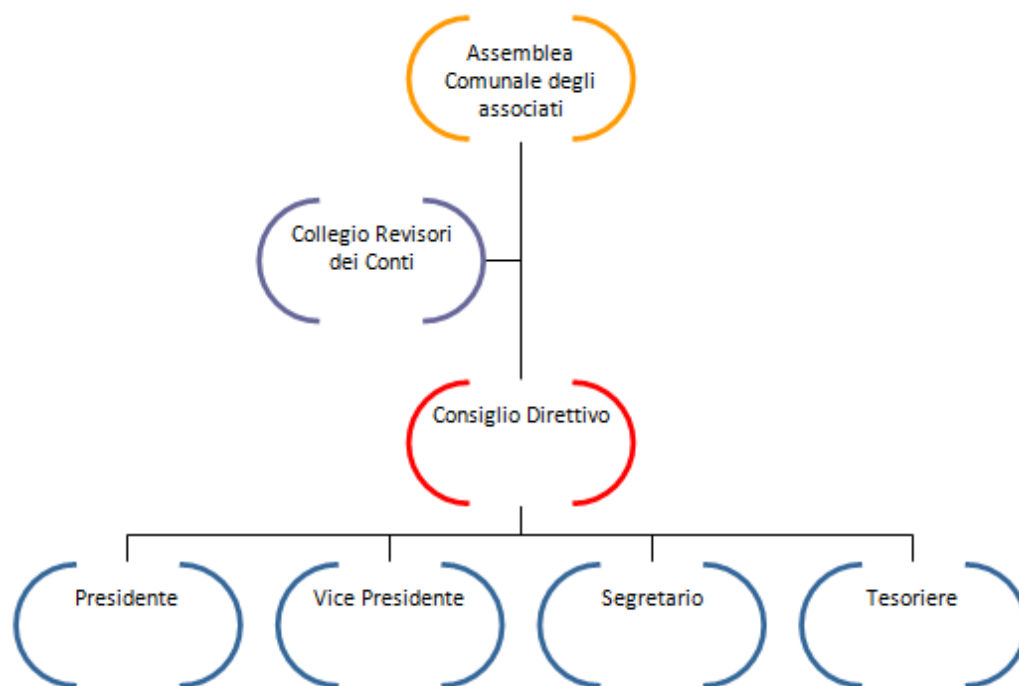 Assemblea
Comunale degli
associati
Collegio Revisori
dei Conti
Consiglio Direttivo
Presidente
Vice Presidente
Segretario
Tesoriere